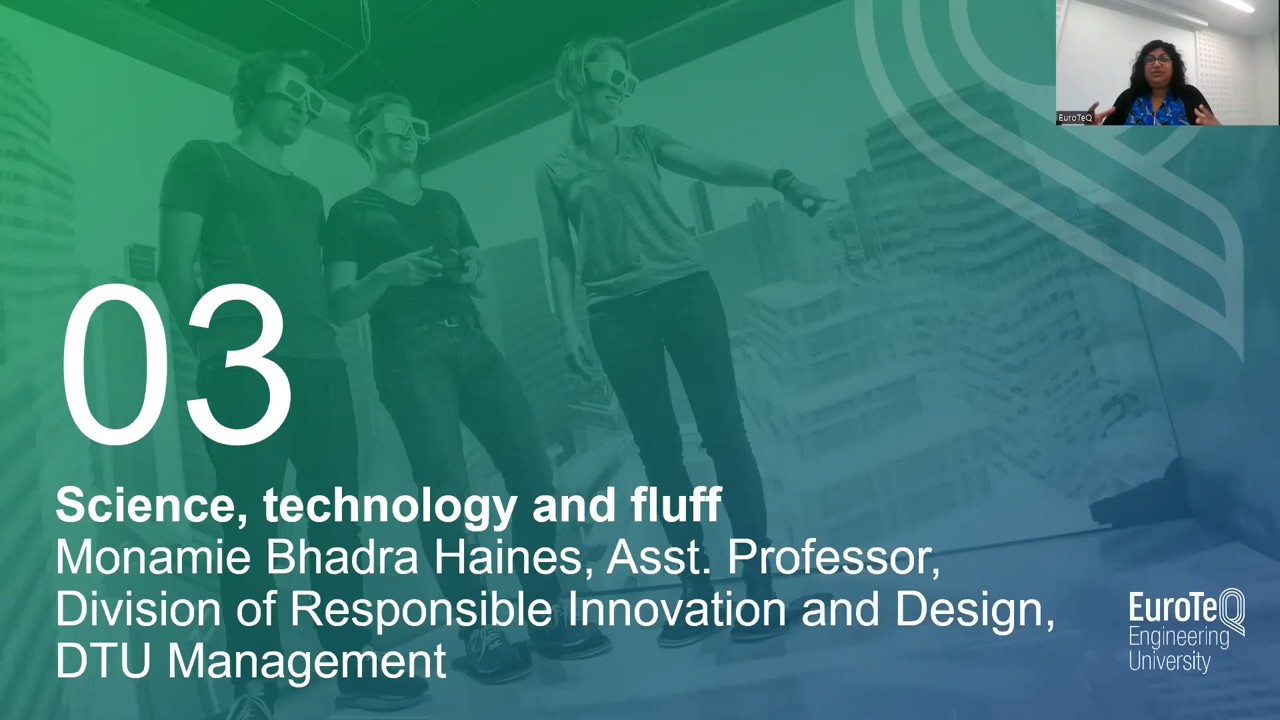 EuroTeQ
03
Science, technology and fluff
Monamie Bhadra Haines, Asst. Professor,
Division of Responsible Innovation and Design,
DTU Management
EuroTeQ
Engineering
University